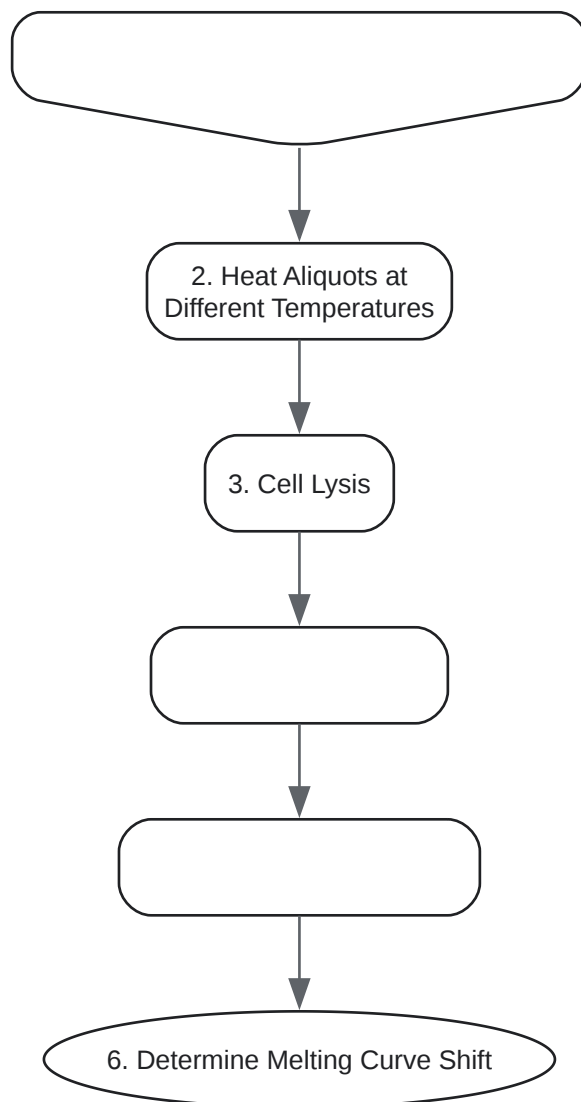 2. Heat Aliquots at
Different Temperatures
3. Cell Lysis
6. Determine Melting Curve Shift